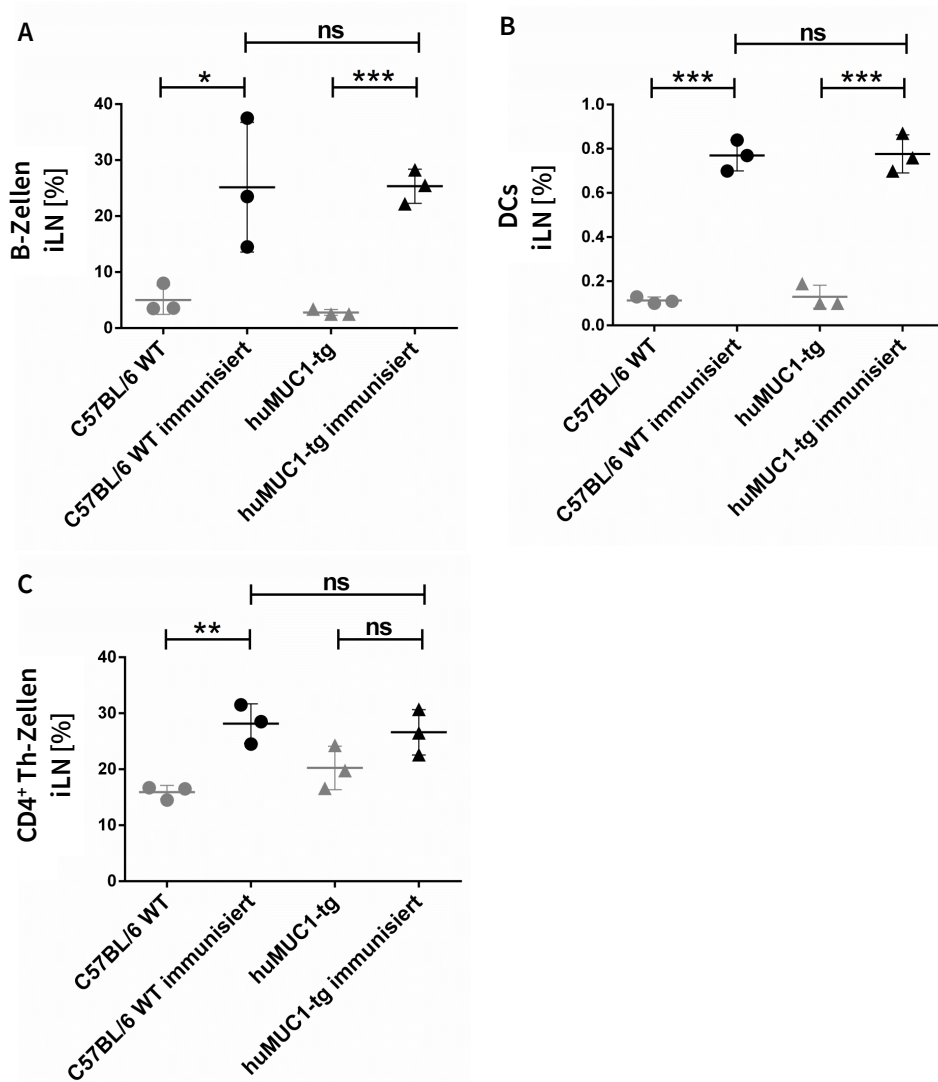 A
ns
*
***
40
30
20
10
0
B-Zellen
iLN [%]
C57BL/6 WT
C57BL/6 WT immunisiert
huMUC1-tg
huMUC1-tg immunisiert
B
ns
***
***
1.0
0.8
0.6
0.4
0.2
0.0
DCs
iLN [%]
C57BL/6 WT
C57BL/6 WT immunisiert
huMUC1-tg
huMUC1-tg immunisiert
C
ns
**
ns
40
30
20
10
0
CD4⁺ Th-Zellen
iLN [%]
C57BL/6 WT
C57BL/6 WT immunisiert
huMUC1-tg
huMUC1-tg immunisiert